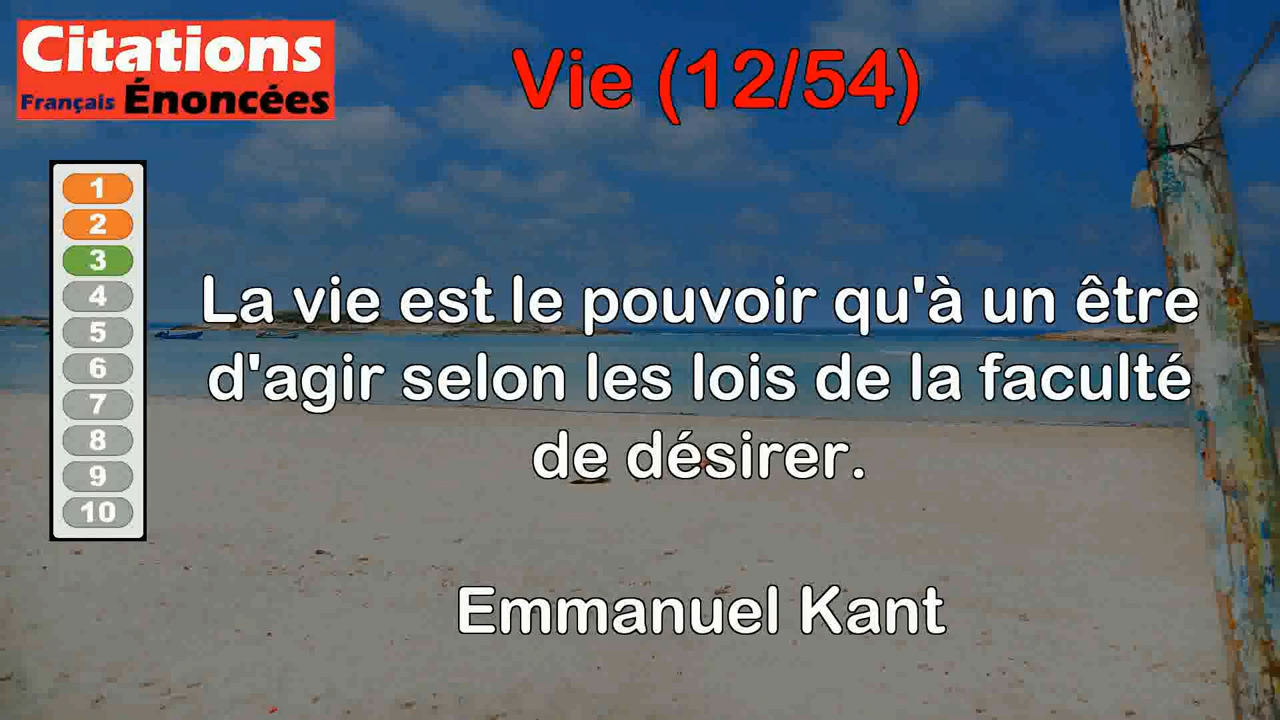 Citations
Français Énoncées
Vie (12/54)
1
2
3
4
5
6
7
8
9
10
La vie est le pouvoir qu'à un être
d'agir selon les lois de la faculté
de désirer.
Emmanuel Kant